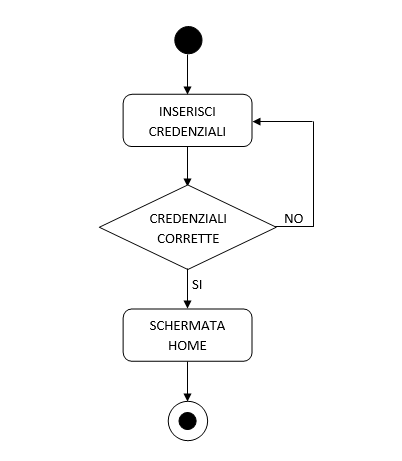 INSERISCI
CREDENZIALI
CREDENZIALI
CORRETTE
NO
SI
SCHERMATA
HOME